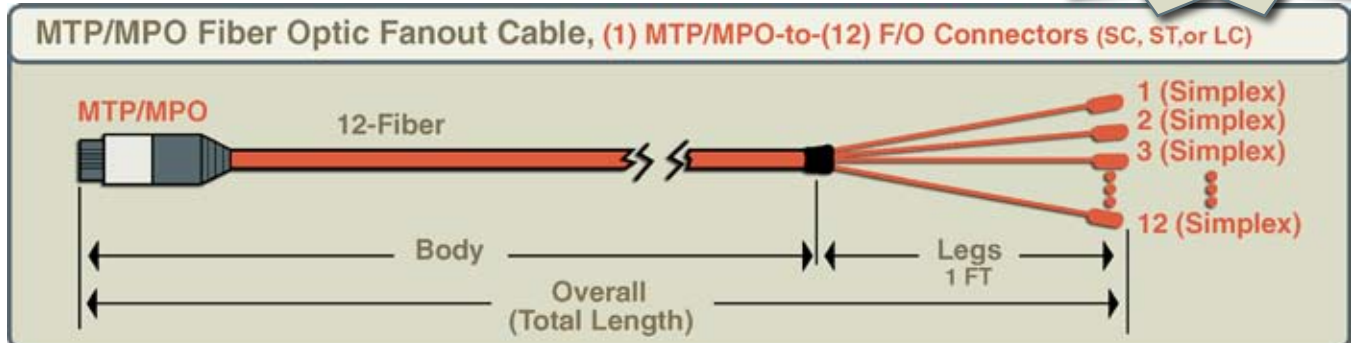 MTP/MPO Fiber Optic Fanout Cable, (1) MTP/MPO-to-(12) F/O Connectors (SC, ST,or LC)
MTP/MPO
12-Fiber
1 (Simplex)
2 (Simplex)
3 (Simplex)
12 (Simplex)
Body
Legs
1 FT
Overall
(Total Length)